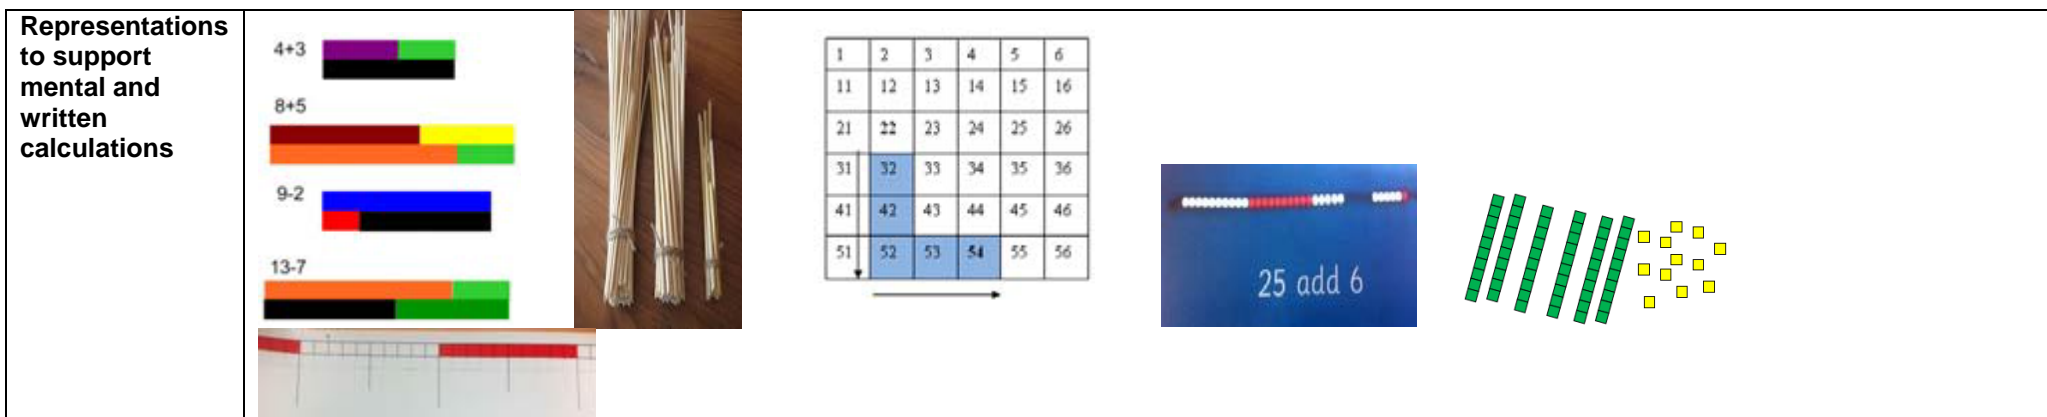 Representations
to support
mental and
written
calculations
4+3
8+5
9-2
13-7
1 2 3 4 5 6
11 12 13 14 15 16
21 22 23 24 25 26
31 32 33 34 35 36
41 42 43 44 45 46
51 52 53 54 55 56
25 add 6